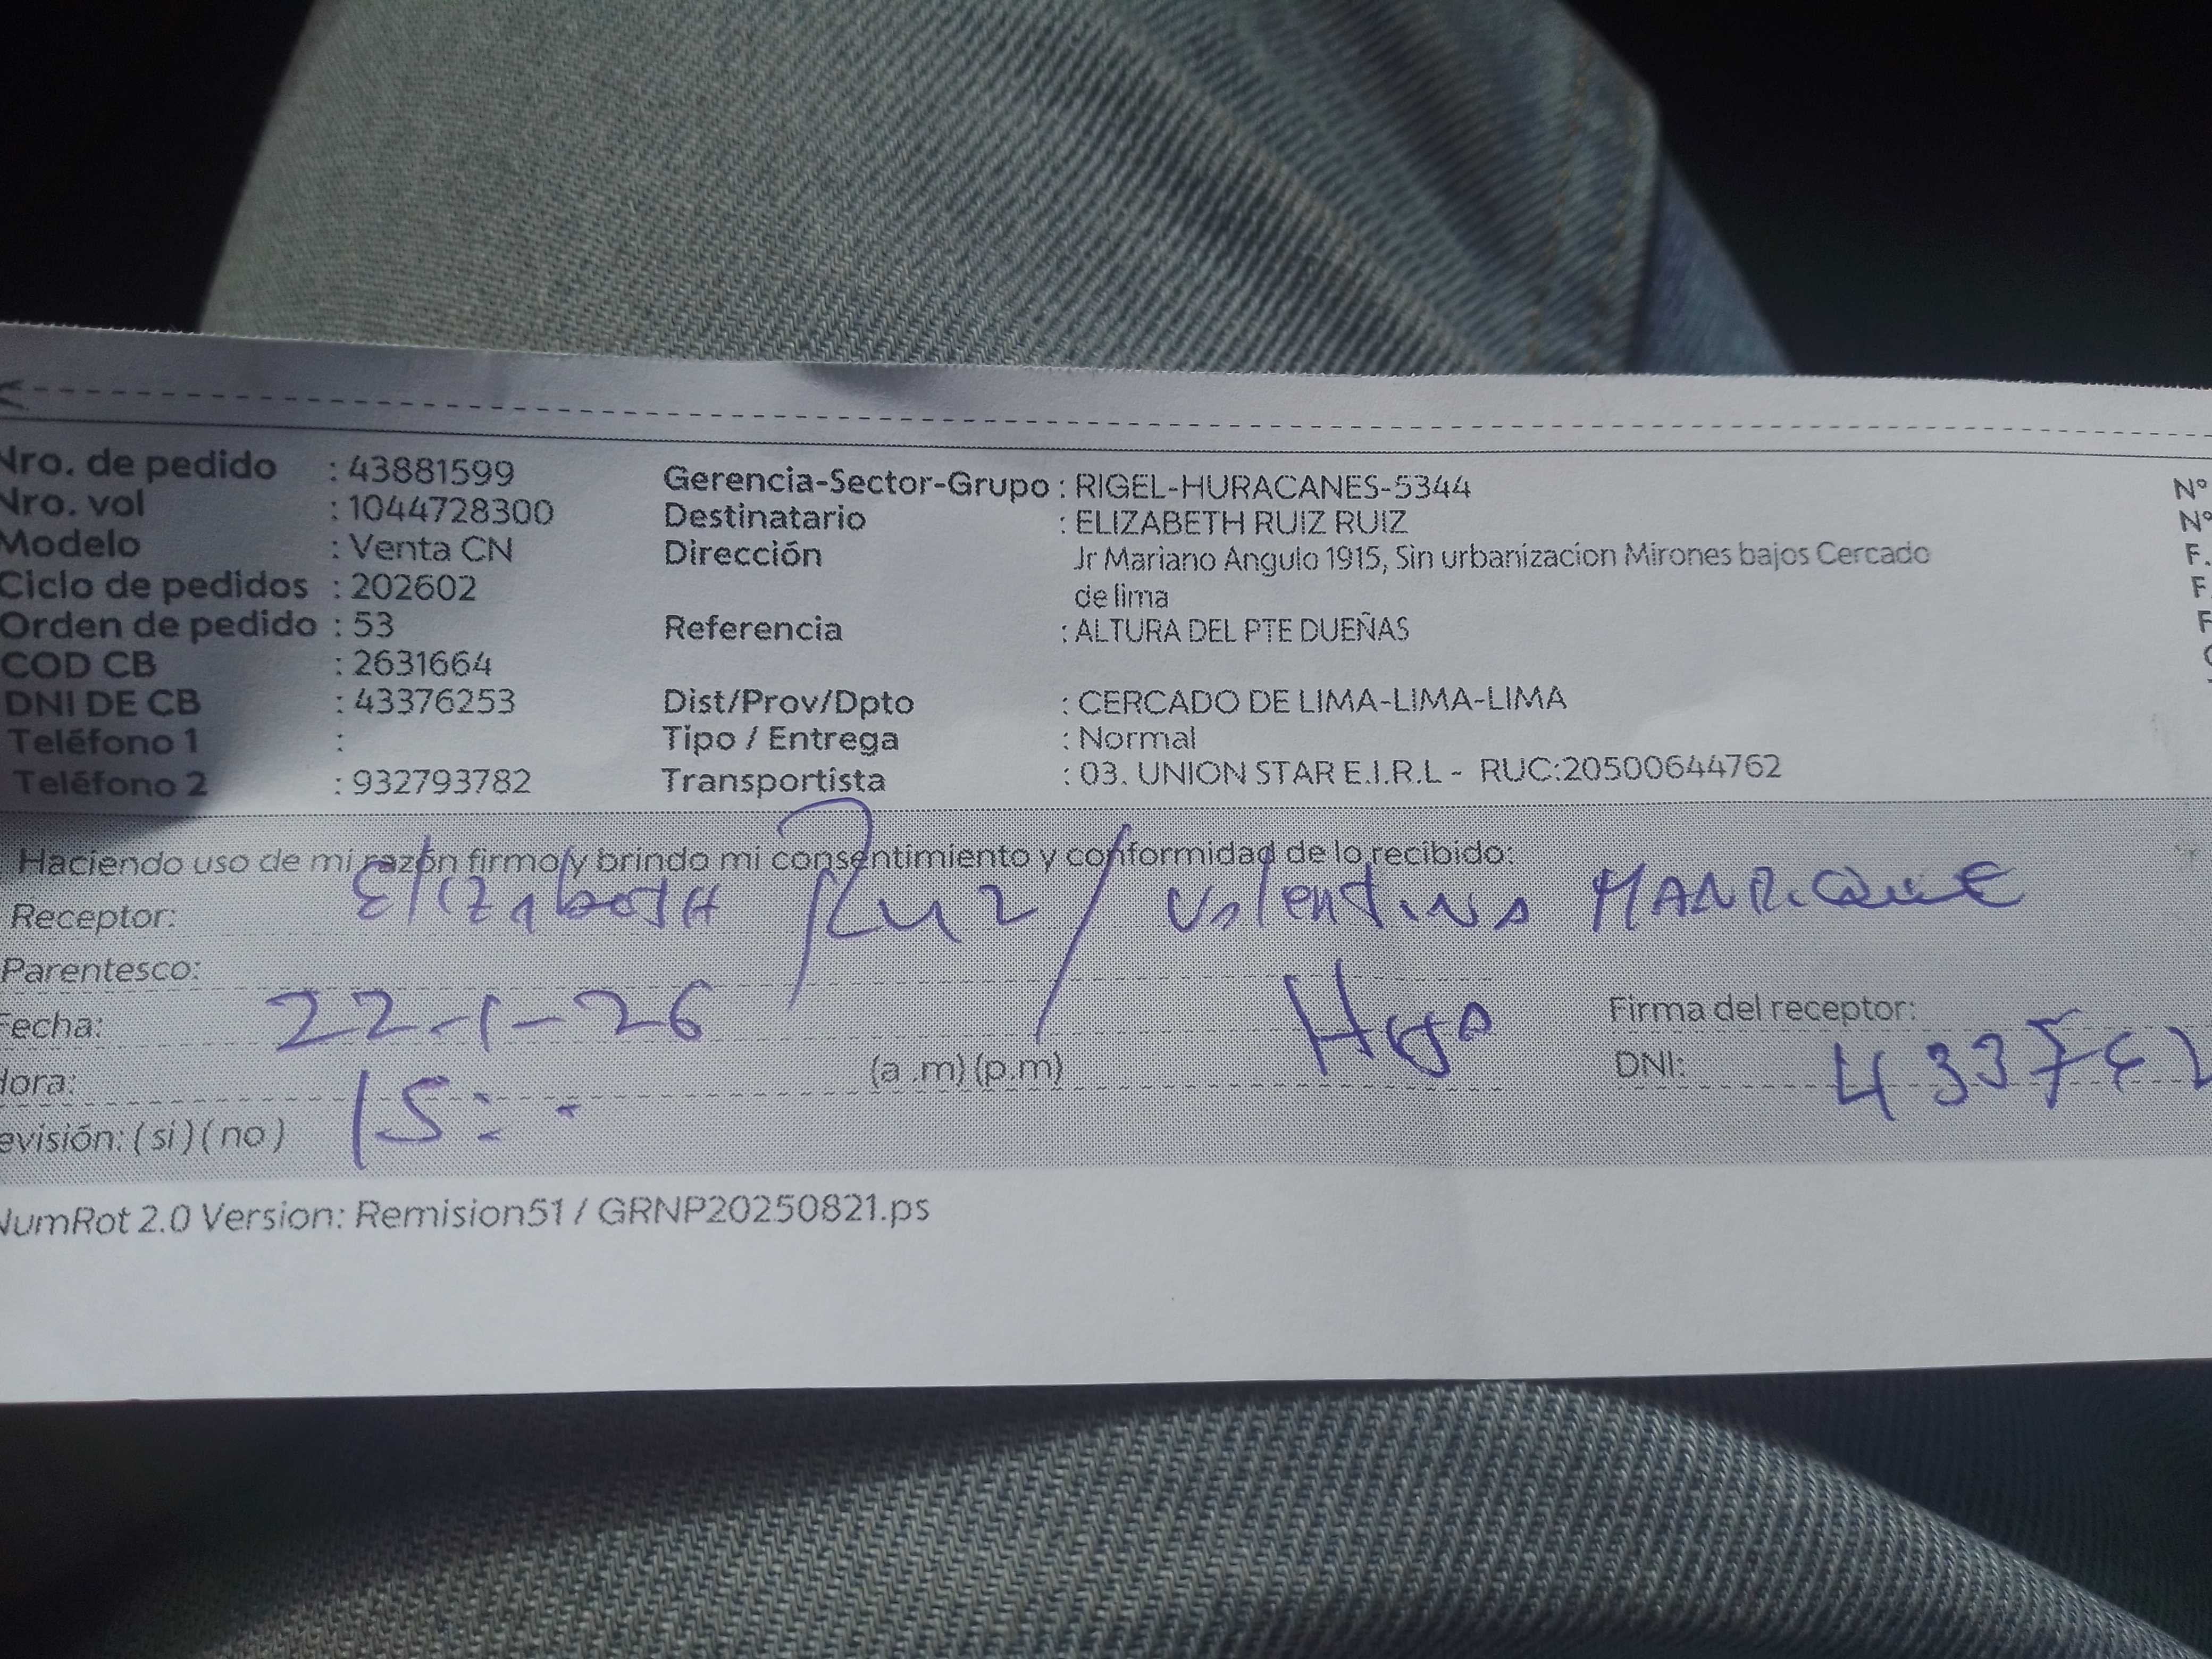 Nro. de pedido : 43881599 Gerencia-Sector-Grupo : RIGEL-HURACANES-5344 N°
Nro. vol : 1044728300 Destinatario : ELIZABETH RUIZ RUIZ N°
Modelo : Venta CN Dirección Jr Mariano Angulo 1915, Sin urbanizacion Mirones bajos Cercado F.
Ciclo de pedidos : 202602 de lima F.
Orden de pedido : 53 Referencia : ALTURA DEL PTE DUEÑAS F
COD CB : 2631664
DNI DE CB : 43376253 Dist/Prov/Dpto : CERCADO DE LIMA-LIMA-LIMA
Teléfono 1 : Tipo / Entrega : Normal
Teléfono 2 : 932793782 Transportista : 03. UNION STAR E.I.R.L - RUC:20500644762
Haciendo uso de mi razón firmo y brindo mi consentimiento y conformidad de lo recibido:
Receptor: Elizabeth Ruiz / Valentino MANRique
Parentesco:
Fecha: 22-1-26 Hijo Firma del receptor:
Hora: 15: (a .m) (p.m) DNI:
evisión: ( si ) ( no )
NumRot 2.0 Version: Remision51 / GRNP20250821.ps